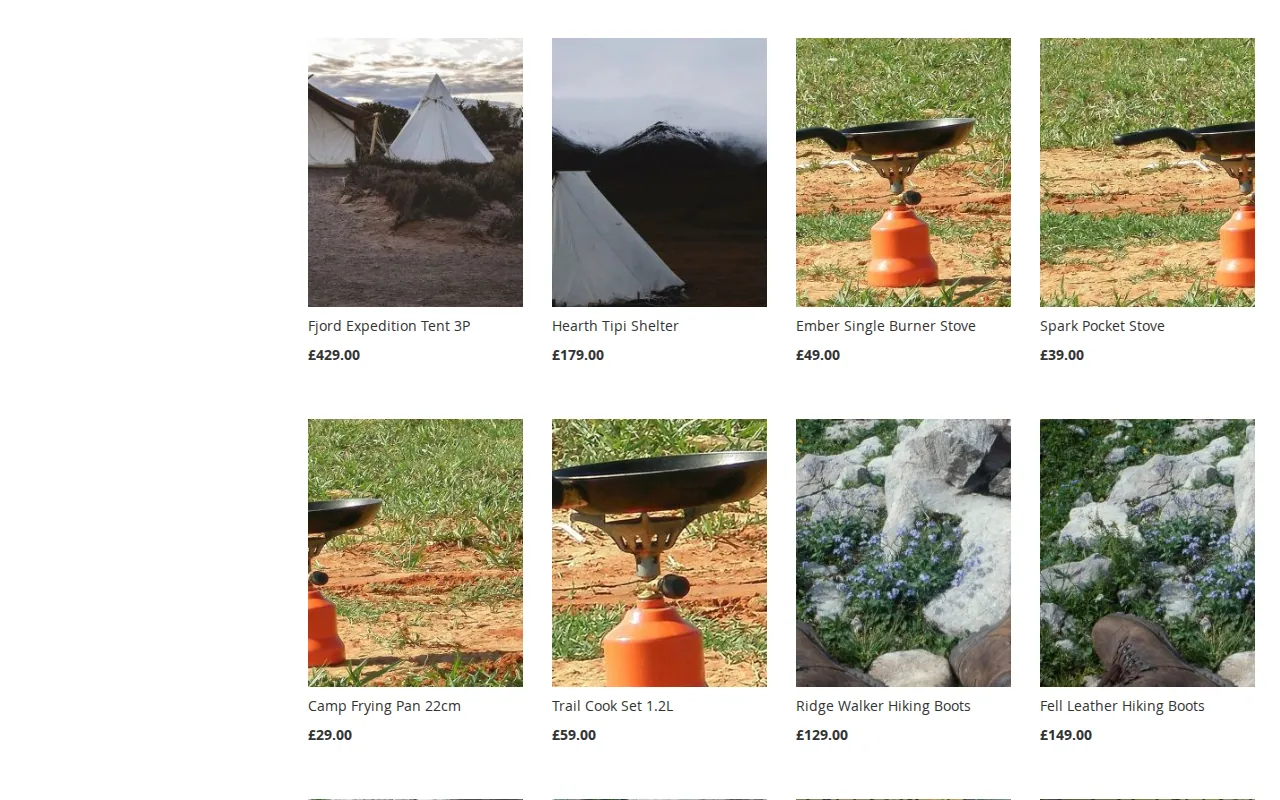 Fjord Expedition Tent 3P
£429.00
Hearth Tipi Shelter
£179.00
Ember Single Burner Stove
£49.00
Spark Pocket Stove
£39.00
Camp Frying Pan 22cm
£29.00
Trail Cook Set 1.2L
£59.00
Ridge Walker Hiking Boots
£129.00
Fell Leather Hiking Boots
£149.00